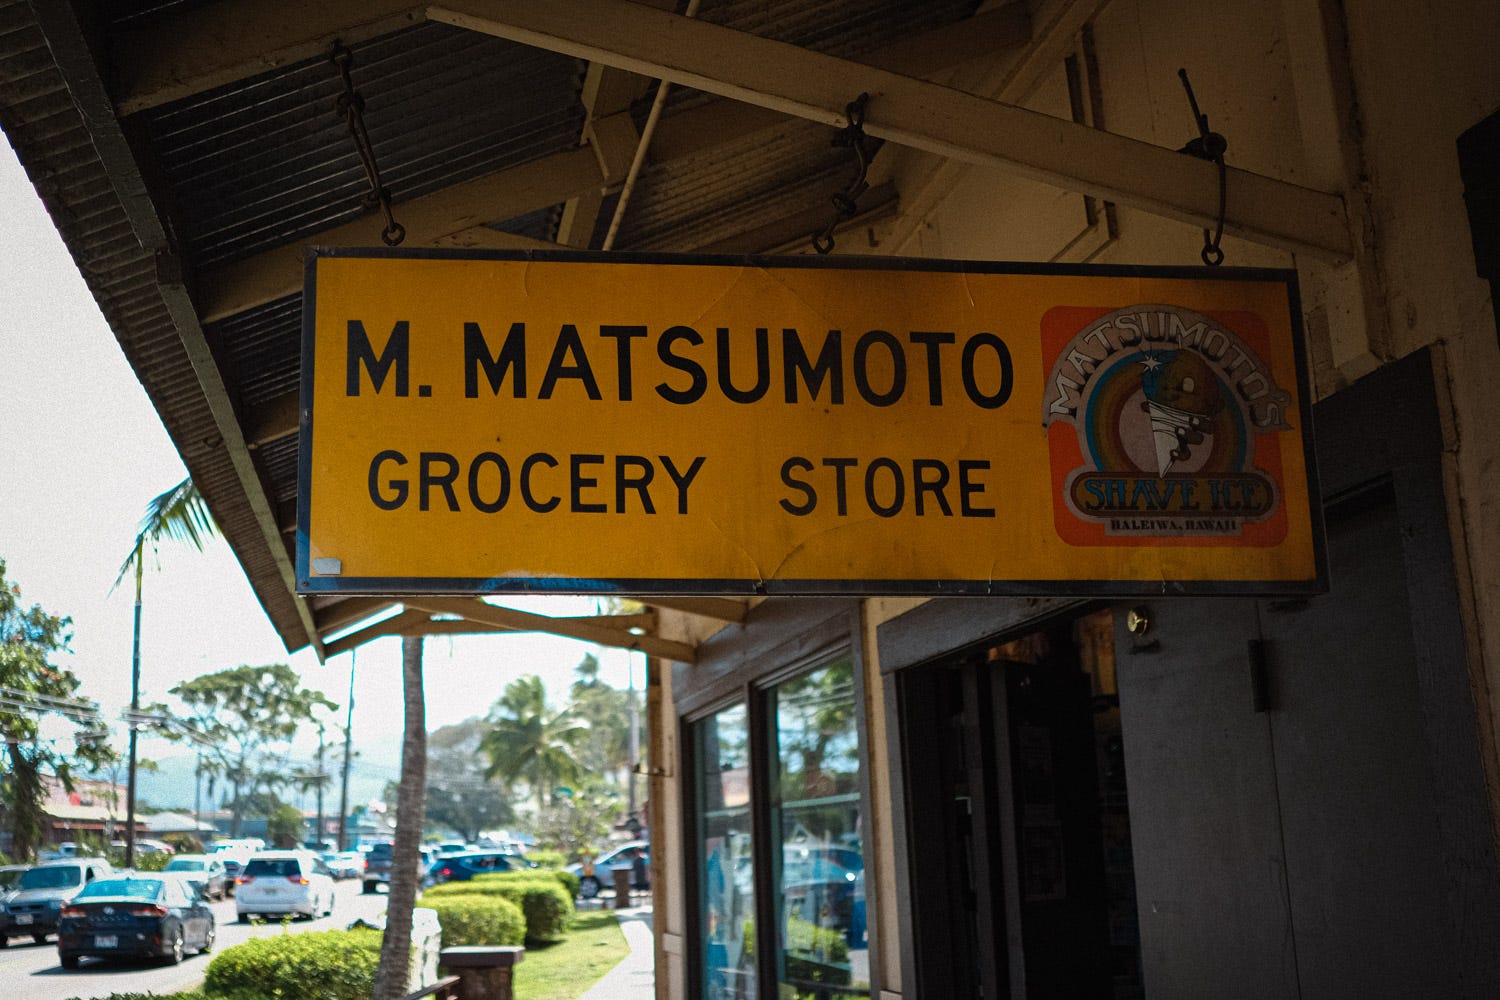 M. MATSUMOTO
GROCERY STORE
MATSUMOTO'S
SHAVE ICE
HALEIWA, HAWAII